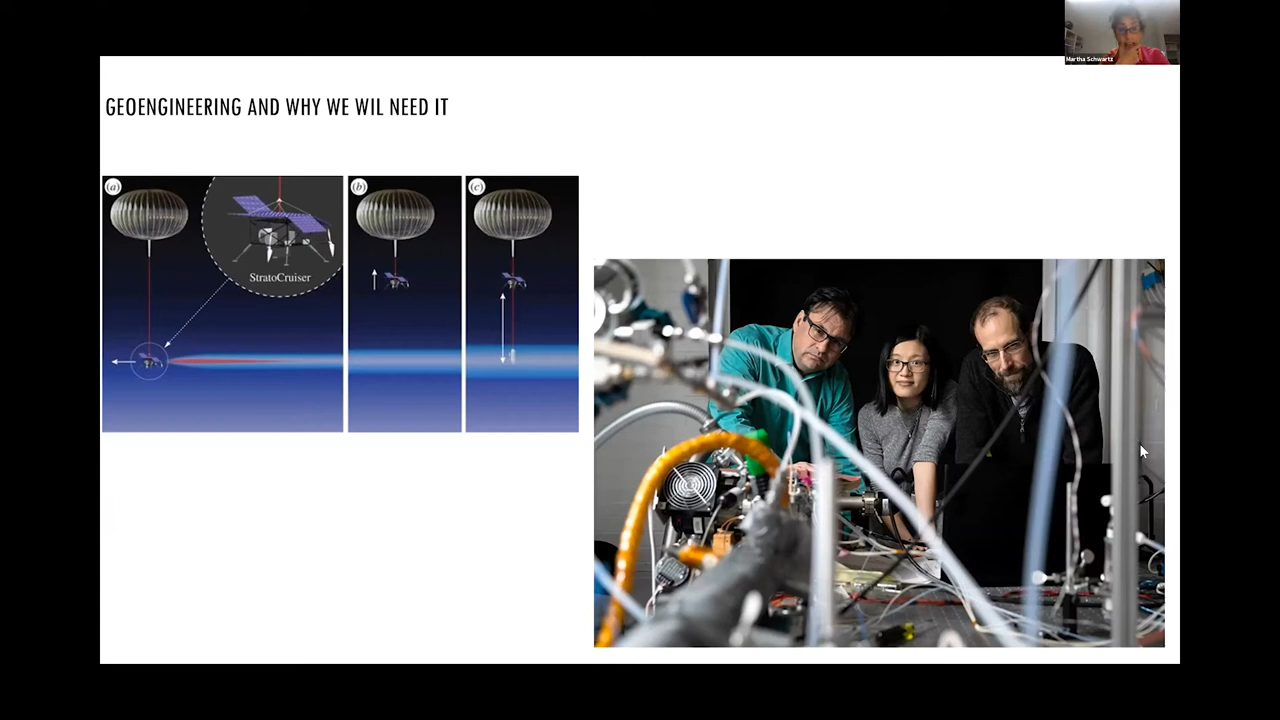 Martha Schwartz
GEOENGINEERING AND WHY WE WIL NEED IT
(a)
(b)
(c)
StratoCruiser